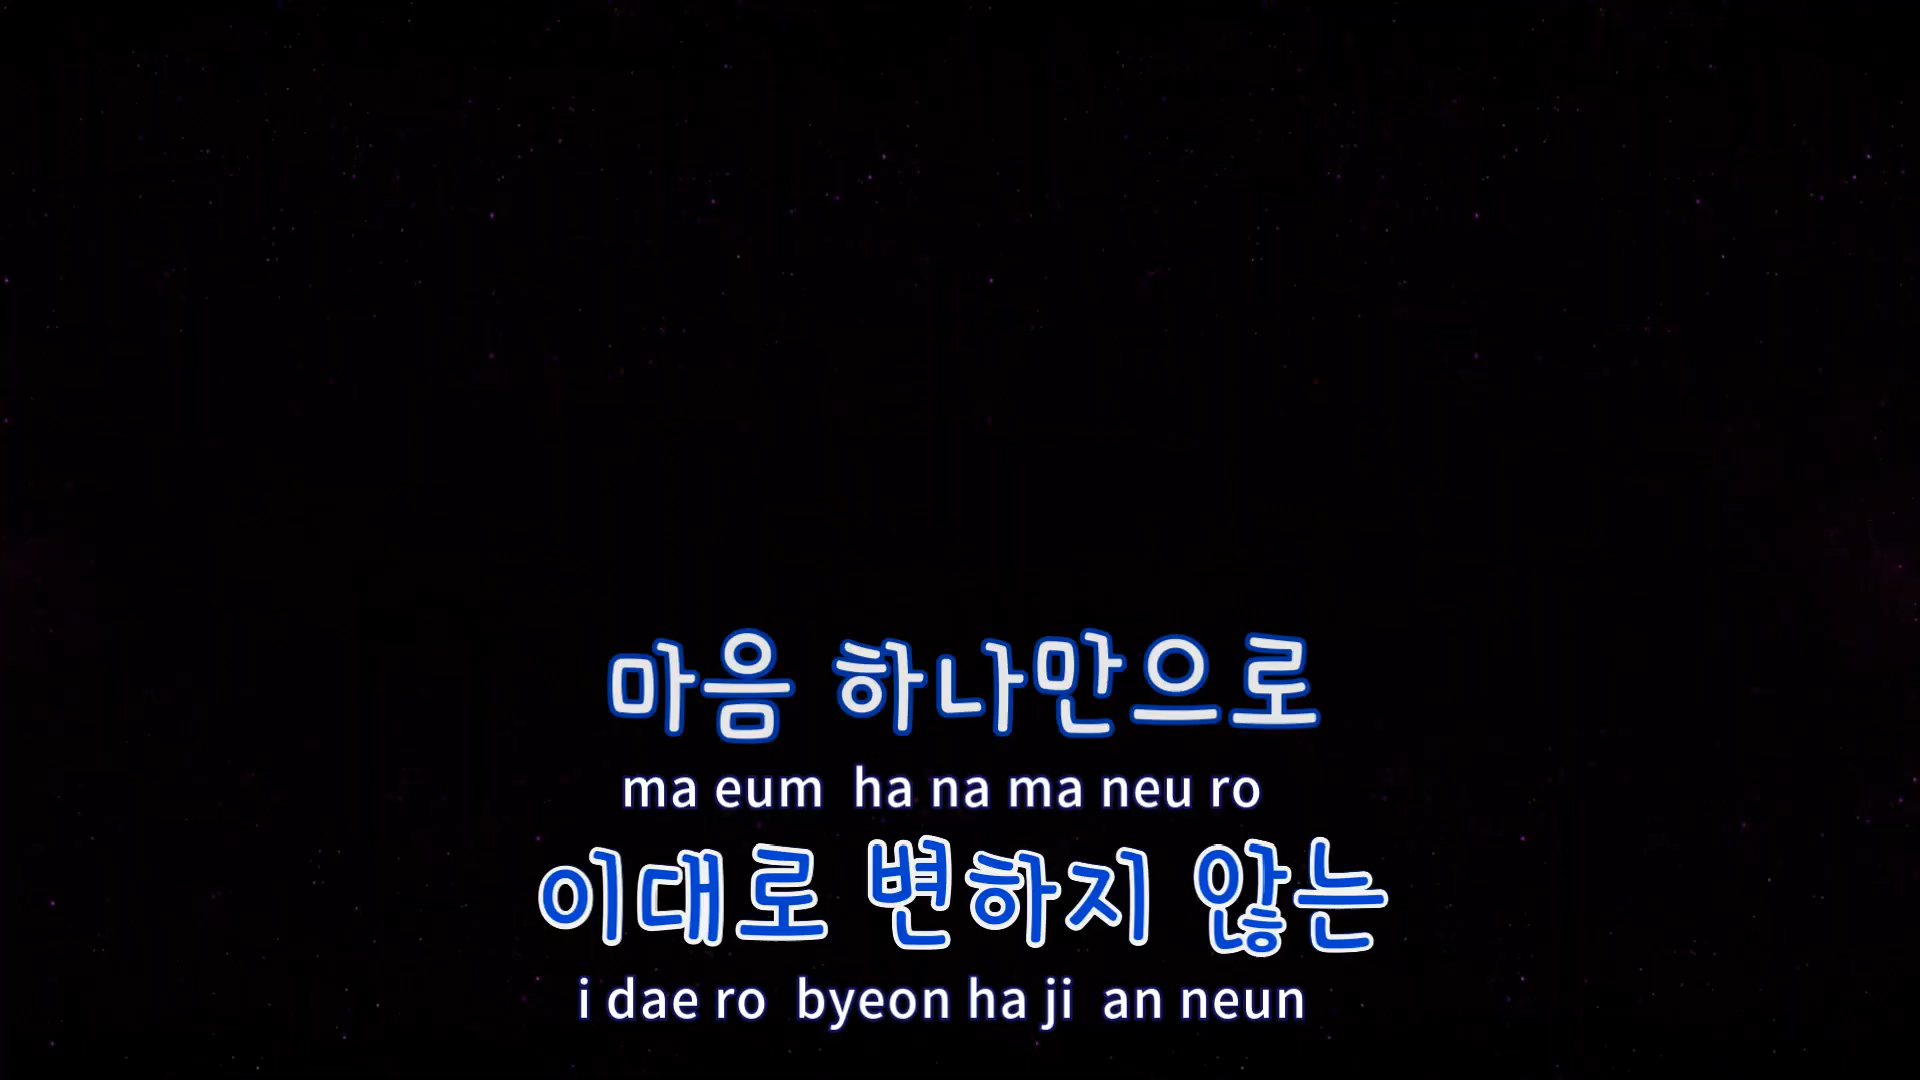 마음 하나만으로
ma eum ha na ma neu ro
이대로 변하지 않는
i dae ro byeon ha ji an neun